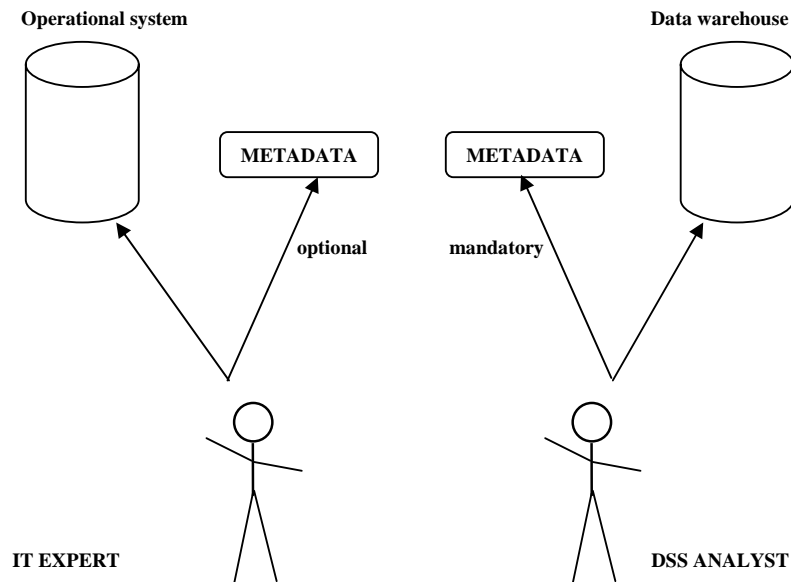 Operational system
Data warehouse
METADATA
METADATA
optional
mandatory
IT EXPERT
DSS ANALYST